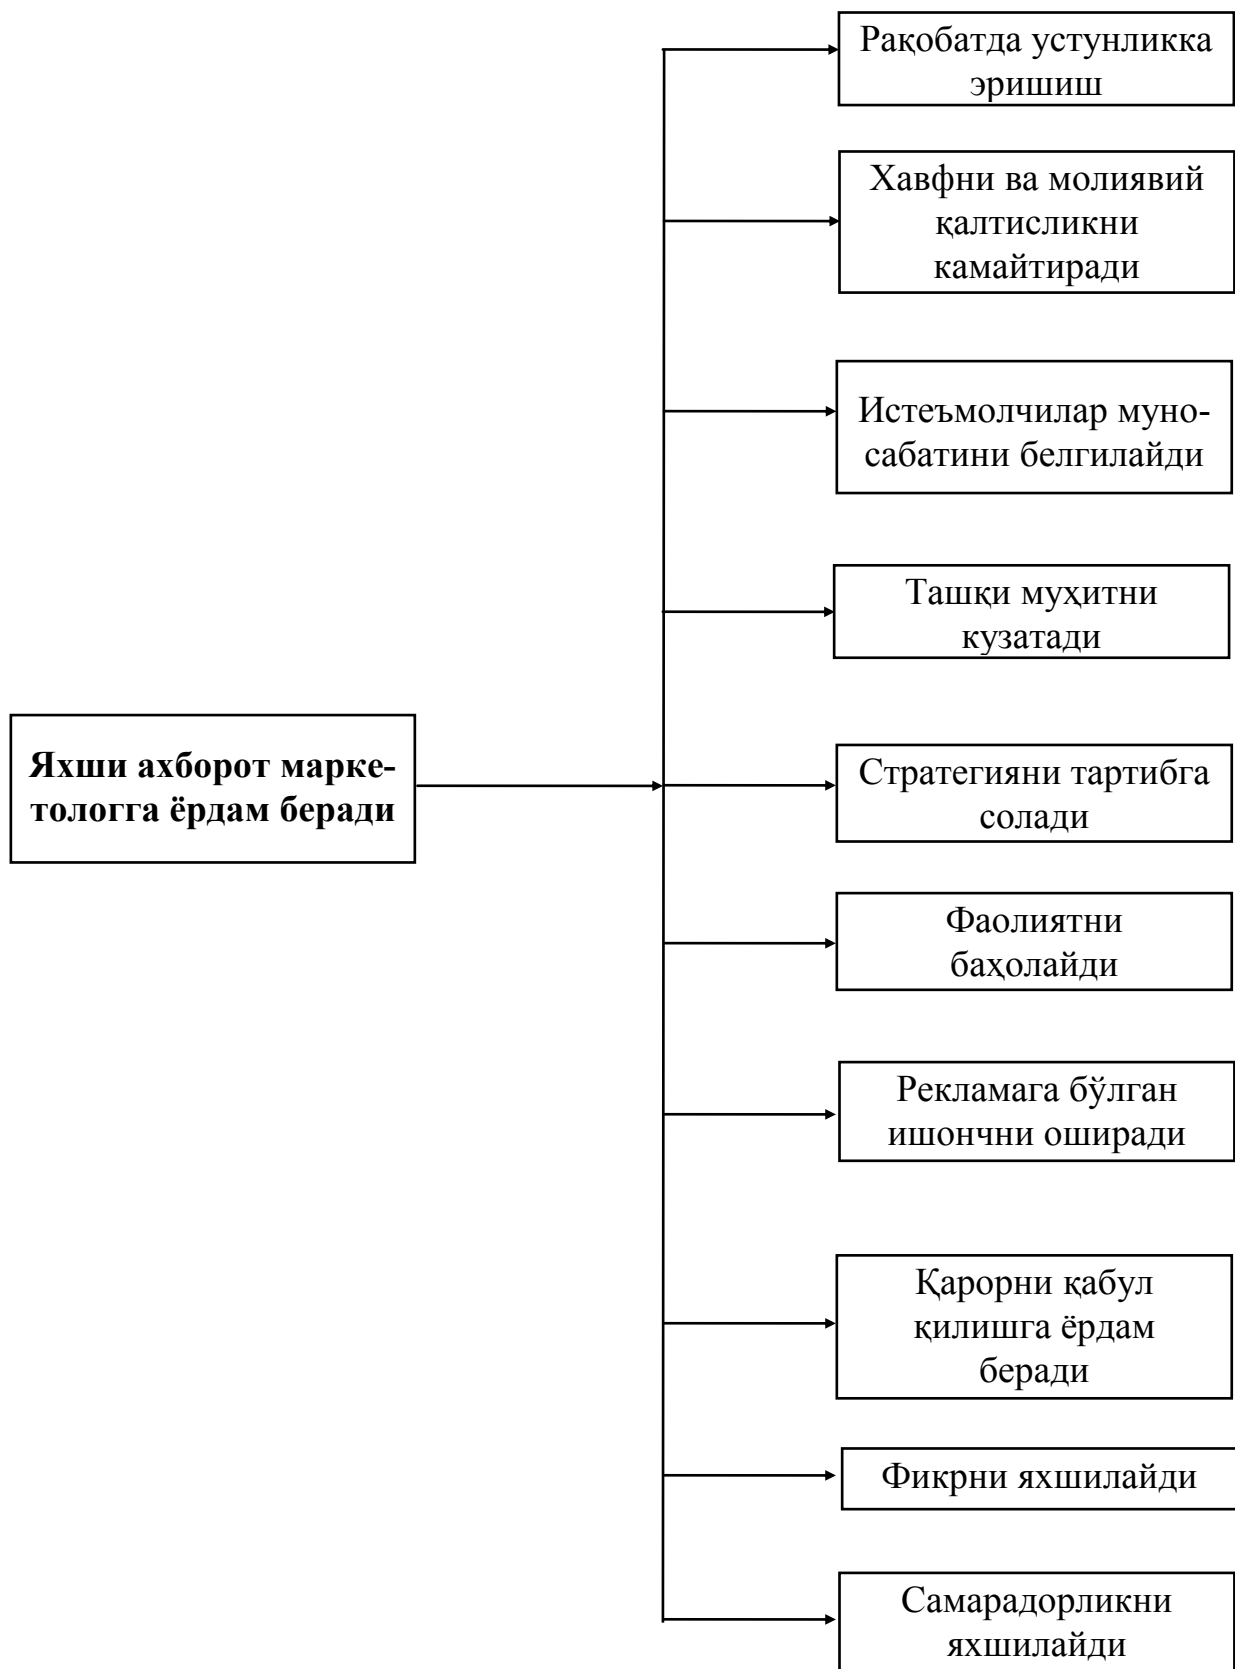 Рақобатда устунликка
эришиш
Хавфни ва молиявий
қалтисликни
камайтиради
Истеъмолчилар муно-
сабатини белгилайди
Ташқи муҳитни
кузатади
Яхши ахборот марке-
тологга ёрдам беради
Стратегияни тартибга
солади
Фаолиятни
баҳолайди
Рекламага бўлган
ишончни оширади
Қарорни қабул
қилишга ёрдам
беради
Фикрни яхшилайди
Самарадорликни
яхшилайди